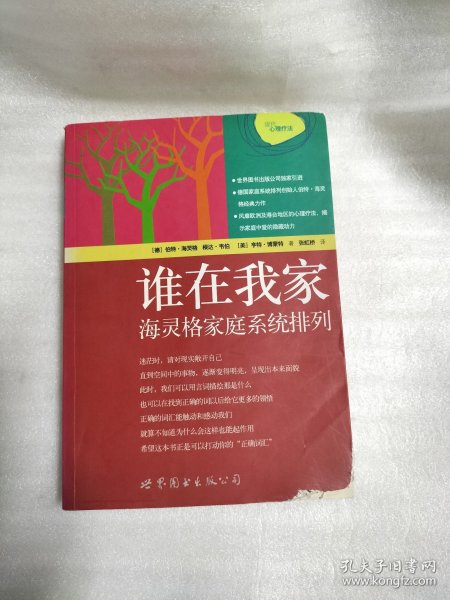 心理疗法
● 世界图书出版公司独家引进
● 德国家庭系统排列创始人伯特·海灵
格经典力作
● 风靡欧洲及港台地区的心理疗法，揭
示家庭中爱的隐藏动力
［德］伯特·海灵格 根达·韦伯 ［美］亨特·博蒙特 著 张虹桥 译
谁在我家
海灵格家庭系统排列
迷茫时，请对现实敞开自己
直到空间中的事物，逐渐变得明亮，呈现出本来面貌
此时，我们可以用言词描绘那是什么
也可以在找到正确的词以后给它更多的领悟
正确的词汇能触动和感动我们
就算不知道为什么会这样也能起作用
希望这本书正是可以打动你的“正确词汇”
世界图书出版公司
孔夫子旧书网
www.kongfz.com